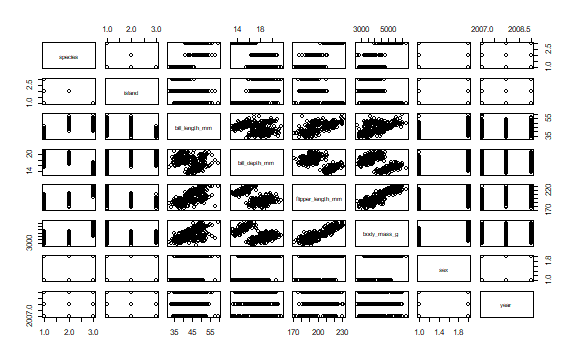 1.0 2.0 3.0 14 18 3000 5000 2007.0 2008.5
species 1.0 2.5
1.0 2.5 island
bill_length_mm 35 55
14 20 bill_depth_mm
flipper_length_mm 170 220
3000 body_mass_g
sex 1.0 1.8
2007.0 year
1.0 2.0 3.0 35 45 55 170 200 230 1.0 1.4 1.8